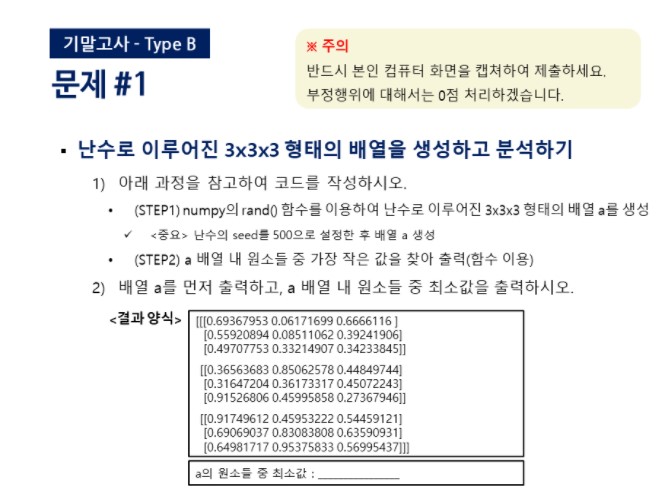 기말고사 - Type B
문제 #1
※ 주의
반드시 본인 컴퓨터 화면을 캡쳐하여 제출하세요.
부정행위에 대해서는 0점 처리하겠습니다.
▪ 난수로 이루어진 3x3x3 형태의 배열을 생성하고 분석하기
1) 아래 과정을 참고하여 코드를 작성하시오.
• (STEP1) numpy의 rand() 함수를 이용하여 난수로 이루어진 3x3x3 형태의 배열 a를 생성
✓ <중요> 난수의 seed를 500으로 설정한 후 배열 a 생성
• (STEP2) a 배열 내 원소들 중 가장 작은 값을 찾아 출력(함수 이용)
2) 배열 a를 먼저 출력하고, a 배열 내 원소들 중 최소값을 출력하시오.
<결과 양식>
[[[0.69367953 0.06171699 0.6666116 ]
[0.55920894 0.08511062 0.39241906]
[0.49707753 0.33214907 0.34233845]]
[[0.36563683 0.85062578 0.44849744]
[0.31647204 0.36173317 0.45072243]
[0.91526806 0.45995858 0.27367946]]
[[0.91749612 0.45953222 0.54459121]
[0.69069037 0.83083808 0.63590931]
[0.64981717 0.95375833 0.56995437]]]
a의 원소들 중 최소값 : _______________